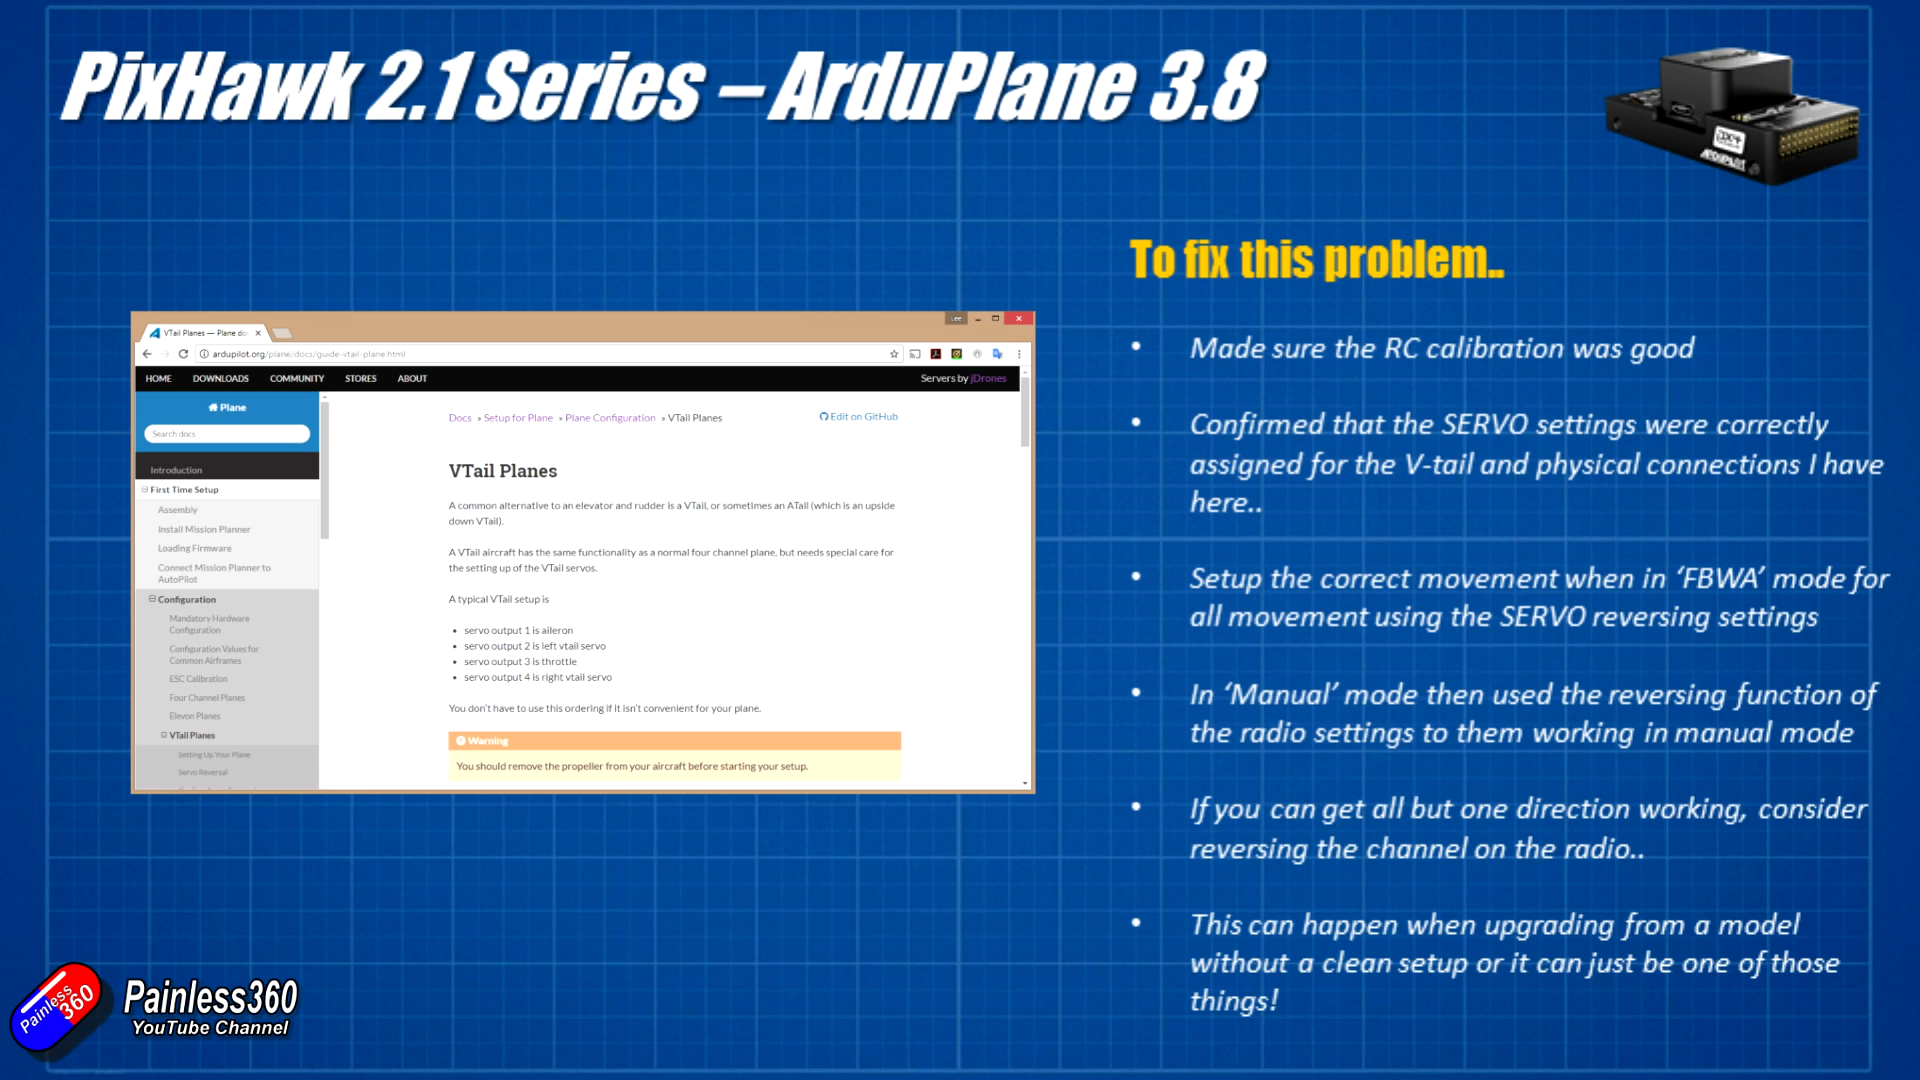 PixHawk 2.1 Series – ArduPlane 3.8
ARDUPILOT
To fix this problem..
• Made sure the RC calibration was good
• Confirmed that the SERVO settings were correctly
assigned for the V-tail and physical connections I have
here..
• Setup the correct movement when in ‘FBWA’ mode for
all movement using the SERVO reversing settings
• In ‘Manual’ mode then used the reversing function of
the radio settings to them working in manual mode
• If you can get all but one direction working, consider
reversing the channel on the radio..
• This can happen when upgrading from a model
without a clean setup or it can just be one of those
things!
Lee
VTail Planes — Plane do
ardupilot.org/plane/docs/guide-vtail-plane.html
HOME DOWNLOADS COMMUNITY STORES ABOUT Servers by jDrones
Plane
Search docs
Introduction
First Time Setup
Assembly
Install Mission Planner
Loading Firmware
Connect Mission Planner to
AutoPilot
Configuration
Mandatory Hardware
Configuration
Configuration Values for
Common Airframes
ESC Calibration
Four Channel Planes
Elevon Planes
VTail Planes
Setting Up Your Plane
Servo Reversal
Docs » Setup for Plane » Plane Configuration » VTail Planes Edit on GitHub
VTail Planes
A common alternative to an elevator and rudder is a VTail, or sometimes an ATail (which is an upside
down VTail).
A VTail aircraft has the same functionality as a normal four channel plane, but needs special care for
the setting up of the VTail servos.
A typical VTail setup is
• servo output 1 is aileron
• servo output 2 is left vtail servo
• servo output 3 is throttle
• servo output 4 is right vtail servo
You don't have to use this ordering if it isn't convenient for your plane.
Warning
You should remove the propeller from your aircraft before starting your setup.
Painless
360
Painless360
YouTube Channel